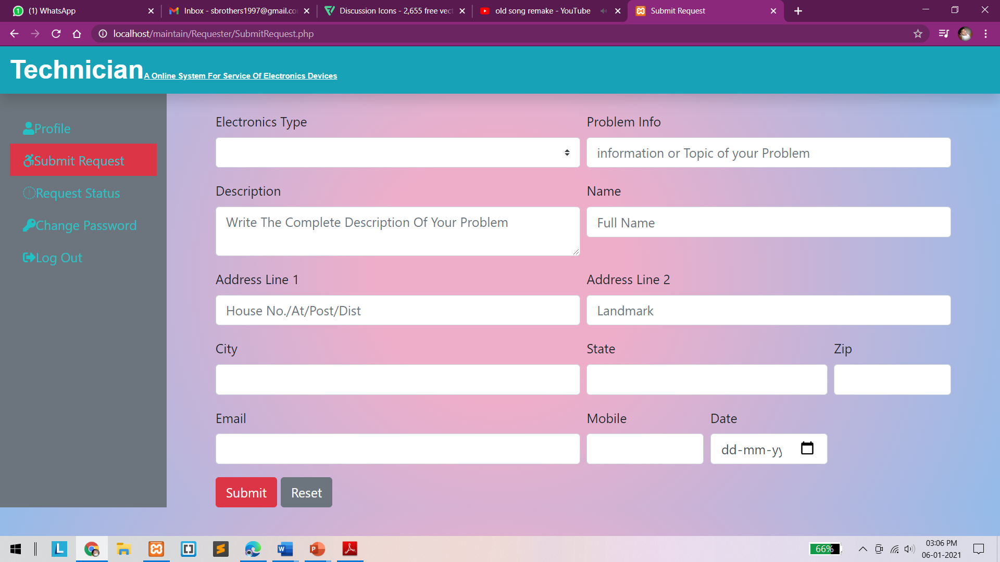 (1) WhatsApp
Inbox - sbrothers1997@gmail.co
Discussion Icons - 2,655 free vect
old song remake - YouTube
Submit Request
localhost/maintain/Requester/SubmitRequest.php
Technician A Online System For Service Of Electronics Devices
Profile
Submit Request
Request Status
Change Password
Log Out
Electronics Type
Problem Info
information or Topic of your Problem
Description
Name
Write The Complete Description Of Your Problem
Full Name
Address Line 1
Address Line 2
House No./At/Post/Dist
Landmark
City
State
Zip
Email
Mobile
Date
dd-mm-yy
Submit
Reset
66%
03:06 PM
06-01-2021